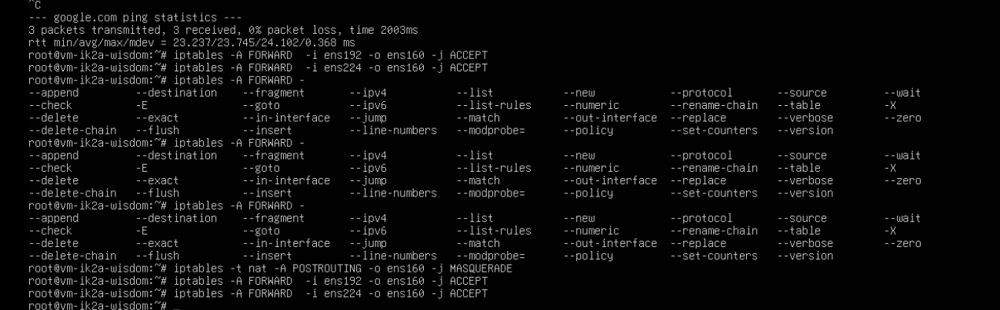 ^C
--- google.com ping statistics ---
3 packets transmitted, 3 received, 0% packet loss, time 2003ms
rtt min/avg/max/mdev = 23.237/23.745/24.102/0.368 ms
root@vm-ik2a-wisdom:~# iptables -A FORWARD  -i ens192 -o ens160 -j ACCEPT
root@vm-ik2a-wisdom:~# iptables -A FORWARD  -i ens224 -o ens160 -j ACCEPT
root@vm-ik2a-wisdom:~# iptables -A FORWARD -
--append --destination --fragment --ipv4 --list --new --protocol --source --wait
--check -E --goto --ipv6 --list-rules --numeric --rename-chain --table -X
--delete --exact --in-interface --jump --match --out-interface --replace --verbose --zero
--delete-chain --flush --insert --line-numbers --modprobe= --policy --set-counters --version
root@vm-ik2a-wisdom:~# iptables -A FORWARD -
--append --destination --fragment --ipv4 --list --new --protocol --source --wait
--check -E --goto --ipv6 --list-rules --numeric --rename-chain --table -X
--delete --exact --in-interface --jump --match --out-interface --replace --verbose --zero
--delete-chain --flush --insert --line-numbers --modprobe= --policy --set-counters --version
root@vm-ik2a-wisdom:~# iptables -A FORWARD -
--append --destination --fragment --ipv4 --list --new --protocol --source --wait
--check -E --goto --ipv6 --list-rules --numeric --rename-chain --table -X
--delete --exact --in-interface --jump --match --out-interface --replace --verbose --zero
--delete-chain --flush --insert --line-numbers --modprobe= --policy --set-counters --version
root@vm-ik2a-wisdom:~# iptables -t nat -A POSTROUTING -o ens160 -j MASQUERADE
root@vm-ik2a-wisdom:~# iptables -A FORWARD  -i ens192 -o ens160 -j ACCEPT
root@vm-ik2a-wisdom:~# iptables -A FORWARD  -i ens224 -o ens160 -j ACCEPT
root@vm-ik2a-wisdom:~# _